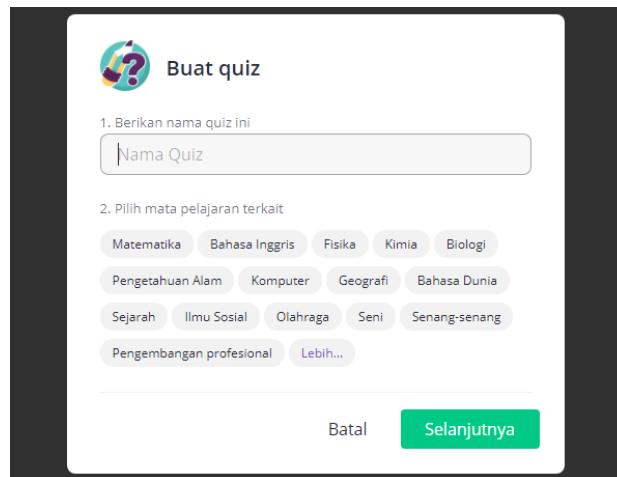 Buat quiz
1. Berikan nama quiz ini
Nama Quiz
2. Pilih mata pelajaran terkait
Matematika Bahasa Inggris Fisika Kimia Biologi
Pengetahuan Alam Komputer Geografi Bahasa Dunia
Sejarah Ilmu Sosial Olahraga Seni Senang-senang
Pengembangan profesional Lebih...
Batal Selanjutnya